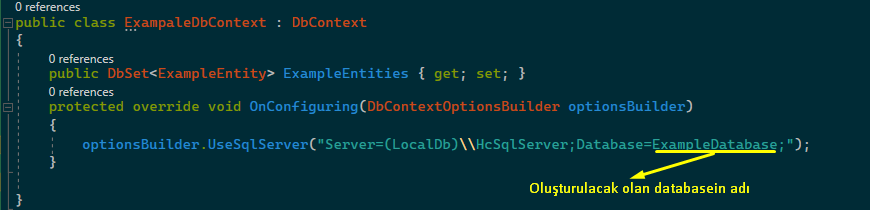 0 references
public class ExampaleDbContext : DbContext
{
0 references
public DbSet<ExampleEntity> ExampleEntities { get; set; }
0 references
protected override void OnConfiguring(DbContextOptionsBuilder optionsBuilder)
{
optionsBuilder.UseSqlServer("Server=(LocalDb)\\HcSqlServer;Database=ExampleDatabase;");
}
Oluşturulacak olan databasein adı
}